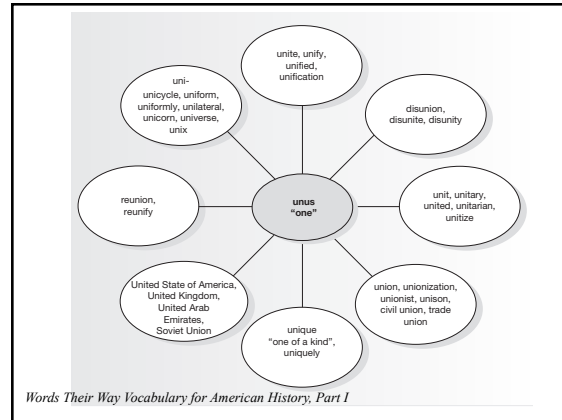 unite, unify,
unified,
unification
uni-
unicycle, uniform,
uniformly, unilateral,
unicorn, universe,
unix
disunion,
disunite, disunity
reunion,
reunify
unus
“one”
unit, unitary,
united, unitarian,
unitize
United State of America,
United Kingdom,
United Arab
Emirates,
Soviet Union
unique
“one of a kind”,
uniquely
union, unionization,
unionist, unison,
civil union, trade
union
Words Their Way Vocabulary for American History, Part I